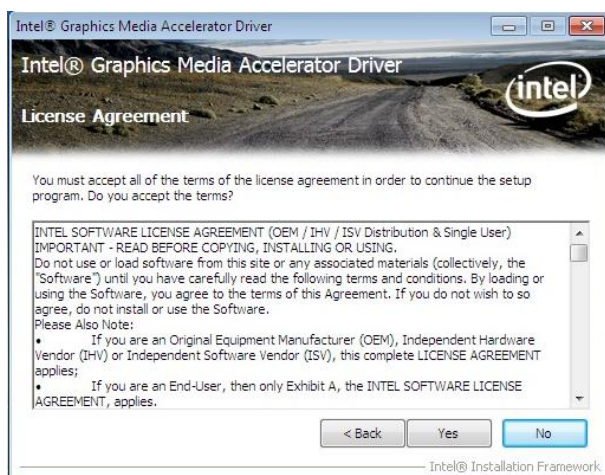 Intel® Graphics Media Accelerator Driver
Intel® Graphics Media Accelerator Driver
intel
License Agreement
You must accept all of the terms of the license agreement in order to continue the setup
program. Do you accept the terms?
INTEL SOFTWARE LICENSE AGREEMENT (OEM / IHV / ISV Distribution & Single User)
IMPORTANT - READ BEFORE COPYING, INSTALLING OR USING.
Do not use or load software from this site or any associated materials (collectively, the
"Software") until you have carefully read the following terms and conditions. By loading or
using the Software, you agree to the terms of this Agreement. If you do not wish to so
agree, do not install or use the Software.
Please Also Note:
• If you are an Original Equipment Manufacturer (OEM), Independent Hardware
Vendor (IHV) or Independent Software Vendor (ISV), this complete LICENSE AGREEMENT
applies;
• If you are an End-User, then only Exhibit A, the INTEL SOFTWARE LICENSE
AGREEMENT, applies.
< Back Yes No
Intel® Installation Framework